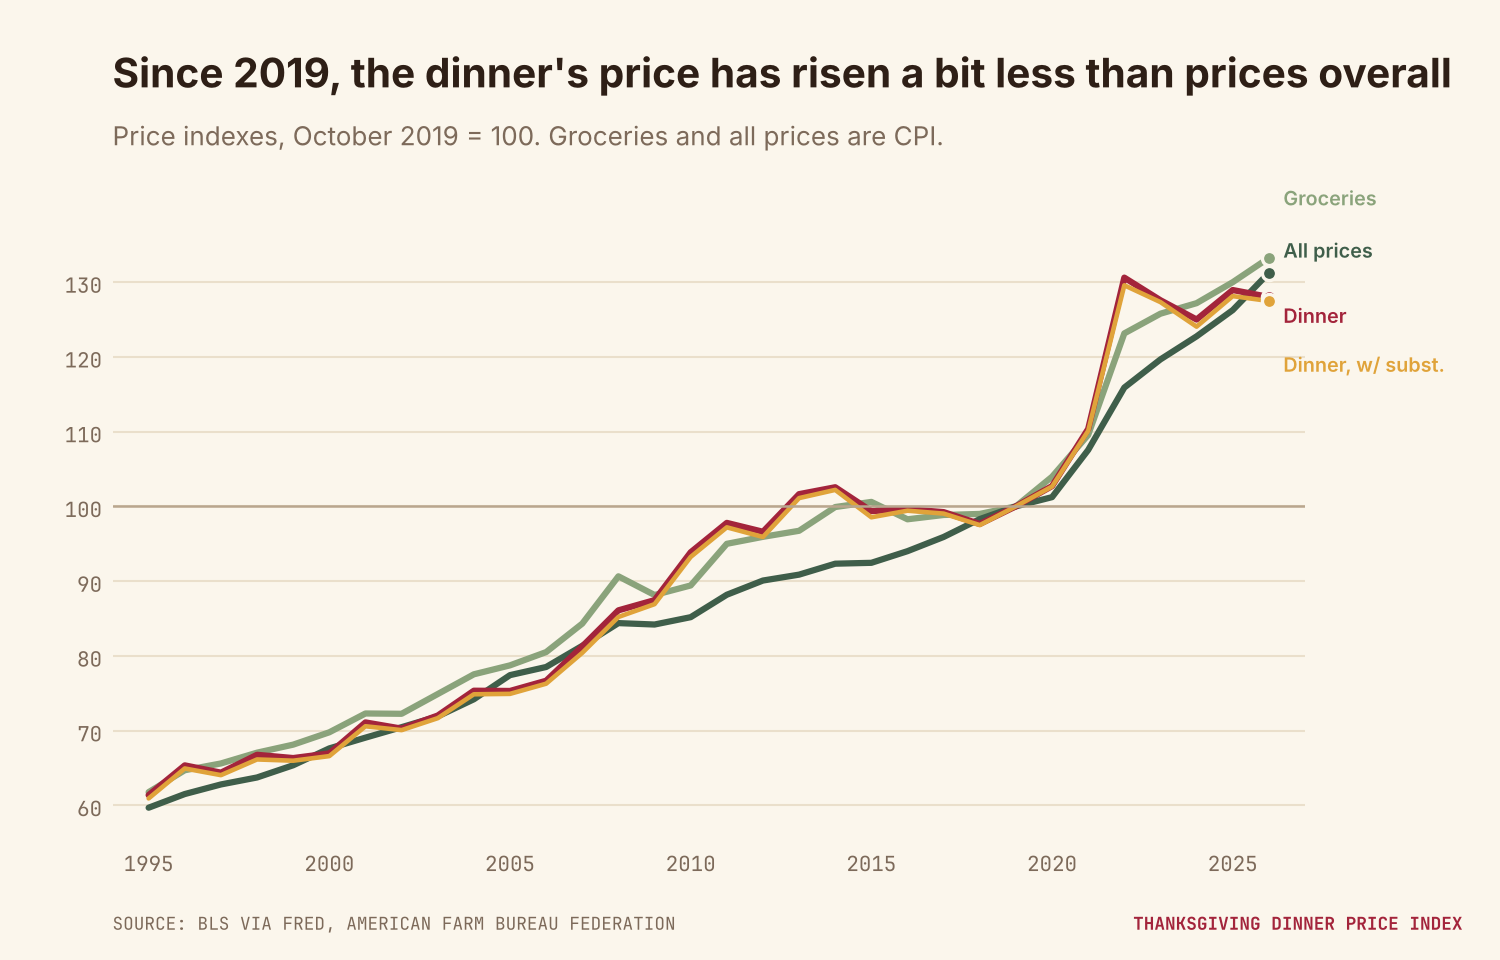 Since 2019, the dinner's price has risen a bit less than prices overall
Price indexes, October 2019 = 100. Groceries and all prices are CPI.
Groceries
All prices
Dinner
Dinner, w/ subst.
130
120
110
100
90
80
70
60
1995 2000 2005 2010 2015 2020 2025
SOURCE: BLS VIA FRED, AMERICAN FARM BUREAU FEDERATION
THANKSGIVING DINNER PRICE INDEX